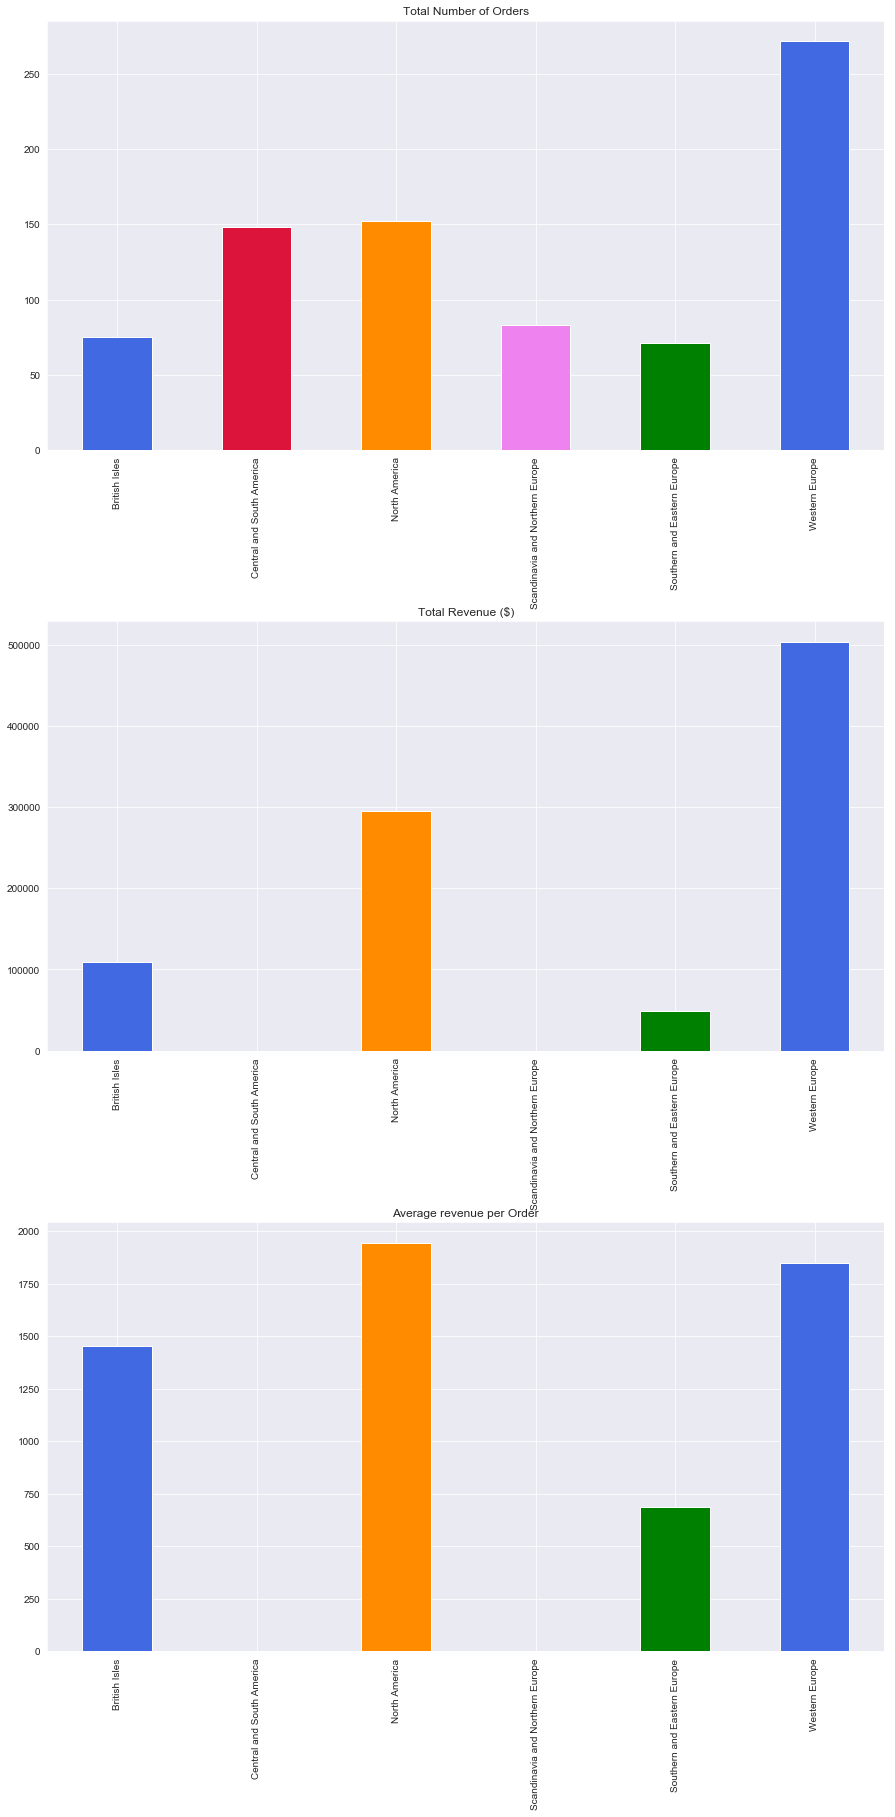 Total Number of Orders
250
200
150
100
50
0
British Isles
Central and South America
North America
Scandinavia and Northern Europe
Southern and Eastern Europe
Western Europe
Total Revenue ($)
500000
400000
300000
200000
100000
0
British Isles
Central and South America
North America
Scandinavia and Northern Europe
Southern and Eastern Europe
Western Europe
Average revenue per Order
2000
1750
1500
1250
1000
750
500
250
0
British Isles
Central and South America
North America
Scandinavia and Northern Europe
Southern and Eastern Europe
Western Europe